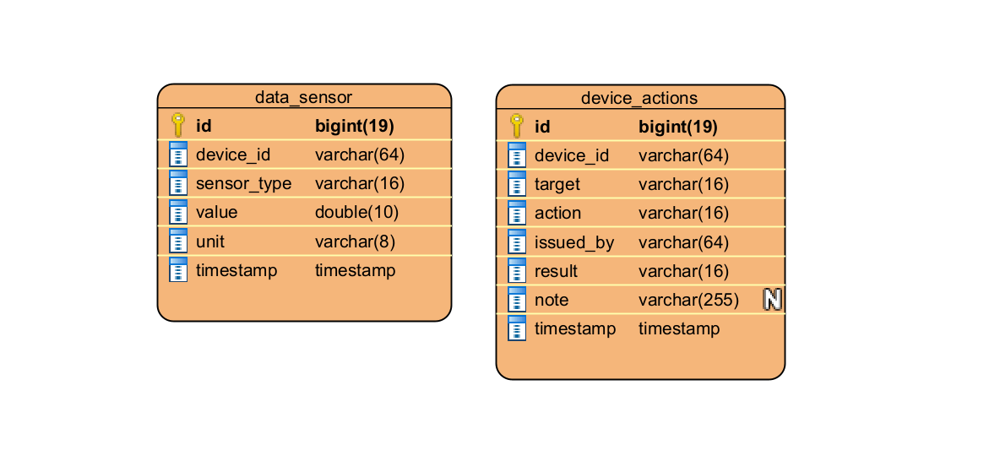 data_sensor
id bigint(19)
device_id varchar(64)
sensor_type varchar(16)
value double(10)
unit varchar(8)
timestamp timestamp
device_actions
id bigint(19)
device_id varchar(64)
target varchar(16)
action varchar(16)
issued_by varchar(64)
result varchar(16)
note varchar(255) N
timestamp timestamp